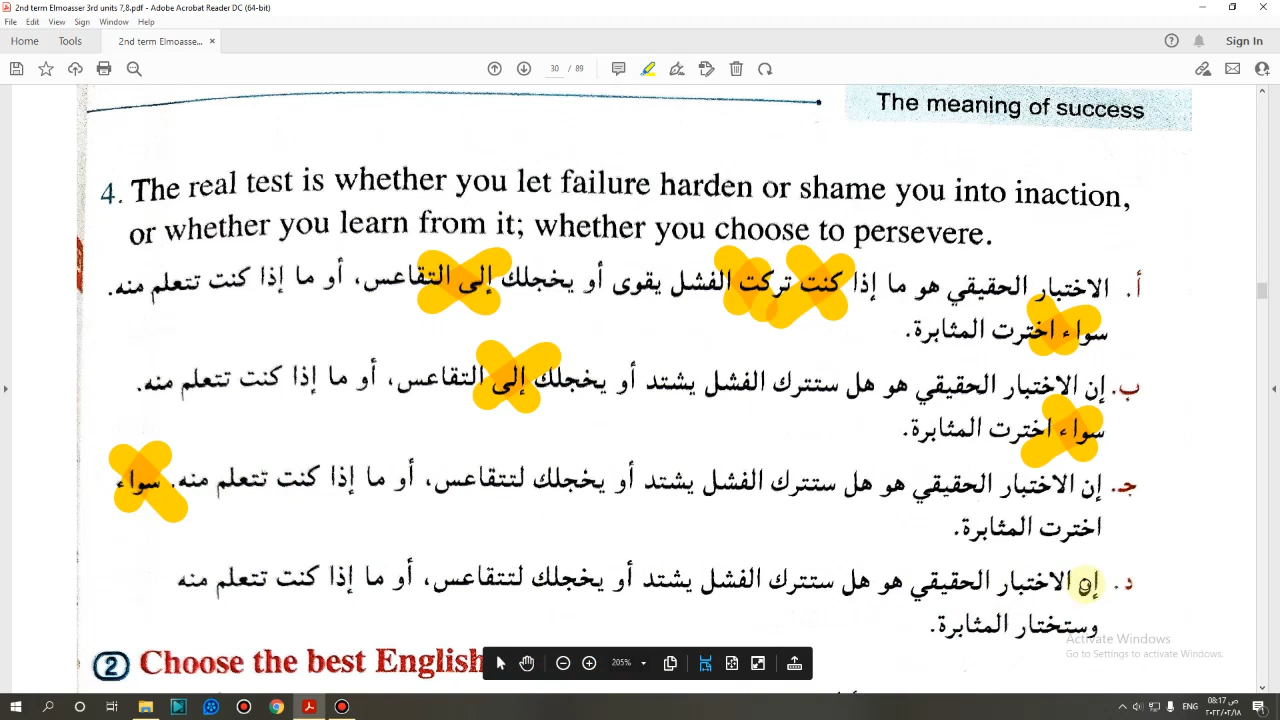 2nd term Elmoasser 3rd units 7,8.pdf - Adobe Acrobat Reader DC (64-bit)
File Edit View Sign Window Help
Home Tools 2nd term Elmoasse... × Sign In
30 / 89
The meaning of success
4. The real test is whether you let failure harden or shame you into inaction,
or whether you learn from it; whether you choose to persevere.
أ. الاختبار الحقيقي هو ما إذا كنت تركت الفشل يقوى أو يخجلك إلى التقاعس، أو ما إذا كنت تتعلم منه.
سواء اخترت المثابرة.
ب. إن الاختبار الحقيقي هو هل ستترك الفشل يشتد أو يخجلك إلى التقاعس، أو ما إذا كنت تتعلم منه.
سواء اخترت المثابرة.
جـ. إن الاختبار الحقيقي هو هل ستترك الفشل يشتد أو يخجلك لتتقاعس، أو ما إذا كنت تتعلم منه. سواء
اخترت المثابرة.
د. إن الاختبار الحقيقي هو هل ستترك الفشل يشتد أو يخجلك لتتقاعس، أو ما إذا كنت تتعلم منه
وستختار المثابرة.
Activate Windows
Go to Settings to activate Windows.
2 Choose the best English
205%
ENG
08:17 ص
٢٠٢٢/٠٢/١٨